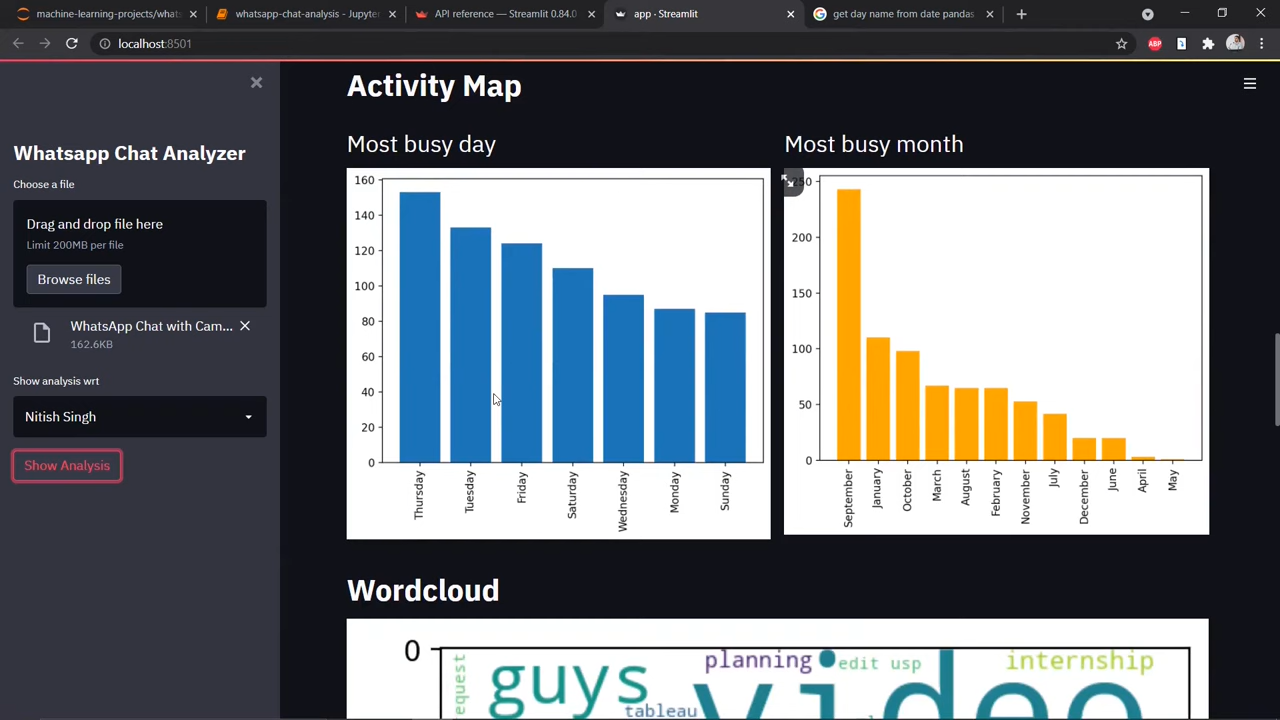 machine-learning-projects/whats
whatsapp-chat-analysis - Jupyter
API reference — Streamlit 0.84.0
app · Streamlit
get day name from date pandas
localhost:8501
ABP
Whatsapp Chat Analyzer
Choose a file
Drag and drop file here
Limit 200MB per file
Browse files
WhatsApp Chat with Cam...
162.6KB
Show analysis wrt
Nitish Singh
Show Analysis
Activity Map
Most busy day
160
140
120
100
80
60
40
20
0
Thursday
Tuesday
Friday
Saturday
Wednesday
Monday
Sunday
Most busy month
250
200
150
100
50
0
September
January
October
March
August
February
November
July
December
June
April
May
Wordcloud
0
guys
planning
edit usp
internship
video
tableau